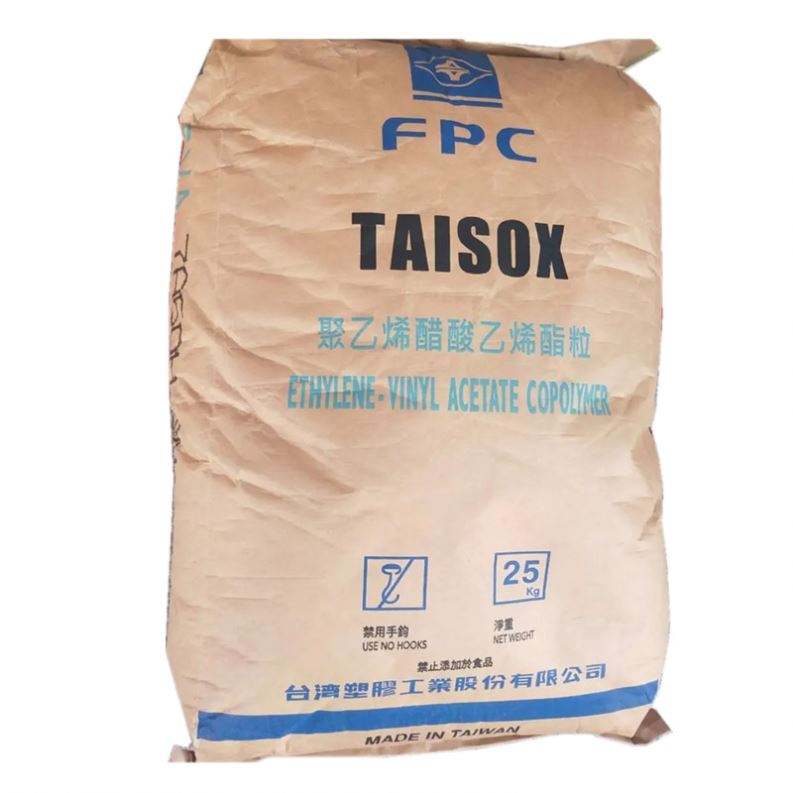 FPC
TAISOX
聚乙烯醋酸乙烯酯粒
ETHYLENE-VINYL ACETATE COPOLYMER
25
Kg
禁用手鈎
USE NO HOOKS
淨重
NET WEIGHT
禁止添加於食品
台湾塑膠工業股份有限公司
MADE IN TAIWAN